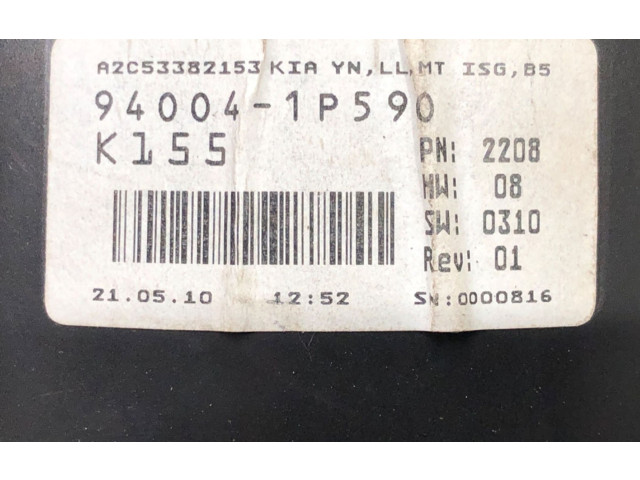 A2C53382153 KIA YN,LL,MT ISG,B5
94004-1P590
K155
PN: 2208
HW: 08
SW: 0310
Rev: 01
21.05.10 12:52 SN:0000816